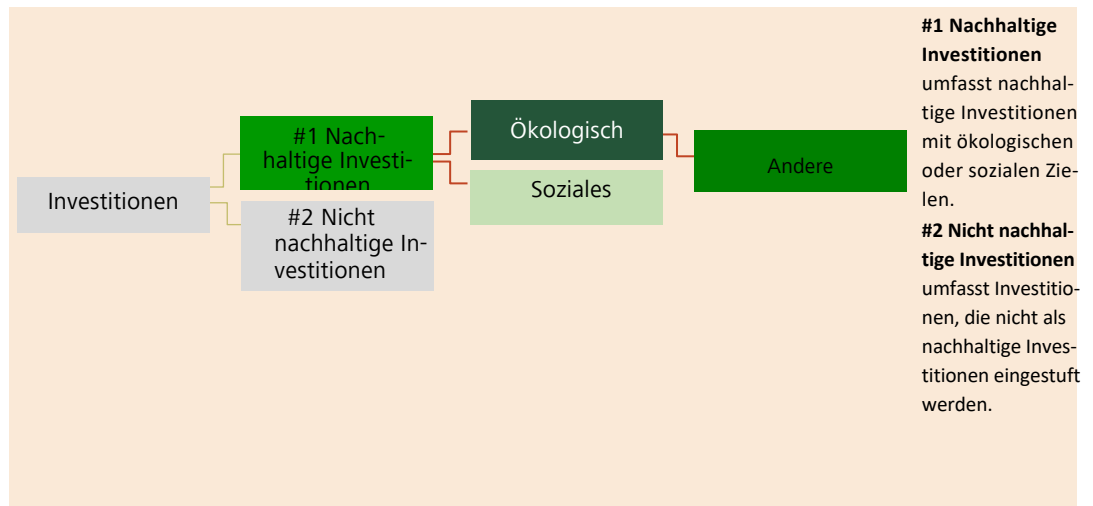 Investitionen
#1 Nach-
haltige Investi-
tionen
#2 Nicht
nachhaltige In-
vestitionen
Ökologisch
Soziales
Andere
#1 Nachhaltige
Investitionen
umfasst nachhal-
tige Investitionen
mit ökologischen
oder sozialen Zie-
len.
#2 Nicht nachhal-
tige Investitionen
umfasst Investitio-
nen, die nicht als
nachhaltige Inves-
titionen eingestuft
werden.